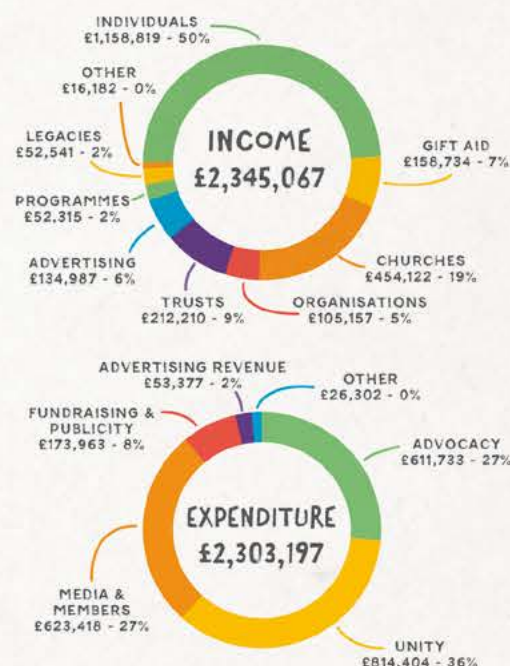 INDIVIDUALS
£1,158,819 - 50%
OTHER
£16,182 - 0%
LEGACIES
£52,541 - 2%
PROGRAMMES
£52,315 - 2%
ADVERTISING
£134,987 - 6%
TRUSTS
£212,210 - 9%
ORGANISATIONS
£105,157 - 5%
CHURCHES
£454,122 - 19%
GIFT AID
£158,734 - 7%
INCOME
£2,345,067
ADVERTISING REVENUE
£53,377 - 2%
OTHER
£26,302 - 0%
FUNDRAISING &
PUBLICITY
£173,963 - 8%
ADVOCACY
£611,733 - 27%
EXPENDITURE
£2,303,197
MEDIA &
MEMBERS
£623,418 - 27%
UNITY
£814,404 - 36%